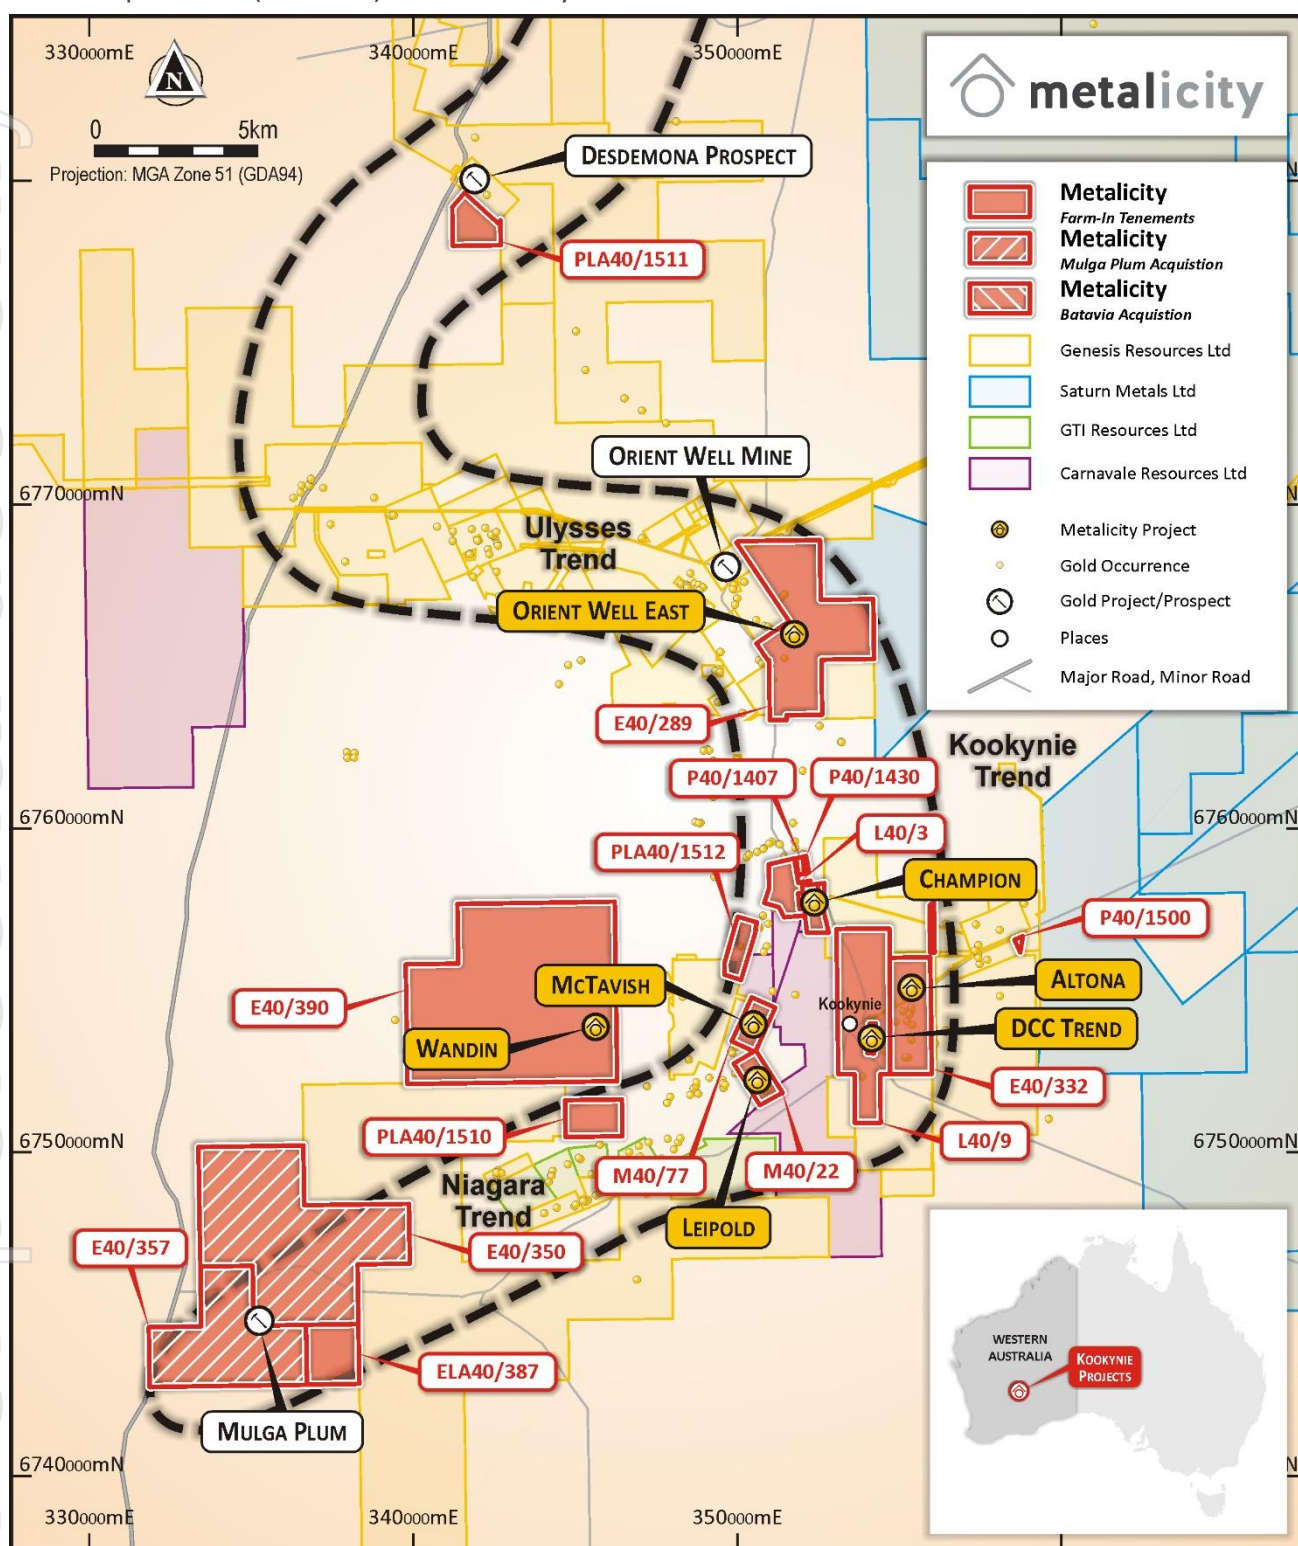 330000mE
340000mE
350000mE
N
0
5km
Projection: MGA Zone 51 (GDA94)
metalicity
DESDEMONA PROSPECT
PLA40/1511
Metalicity
Farm-In Tenements
Metalicity
Mulga Plum Acquistion
Metalicity
Batavia Acquistion
Genesis Resources Ltd
Saturn Metals Ltd
GTI Resources Ltd
Carnavale Resources Ltd
Metalicity Project
Gold Occurrence
Gold Project/Prospect
Places
Major Road, Minor Road
ORIENT WELL MINE
6770000mN
N
Ulysses
Trend
ORIENT WELL EAST
E40/289
Kookynie
Trend
P40/1407
P40/1430
6760000mN
6760000mN
L40/3
PLA40/1512
CHAMPION
P40/1500
MCTAVISH
ALTONA
E40/390
Kookynie
WANDIN
DCC TREND
E40/332
PLA40/1510
L40/9
6750000mN
6750000mN
M40/77
M40/22
Niagara
Trend
LEIPOLD
E40/357
E40/350
ELA40/387
MULGA PLUM
WESTERN
AUSTRALIA
KOOKYNIE
PROJECTS
6740000mN
N
330000mE
340000mE
350000mE